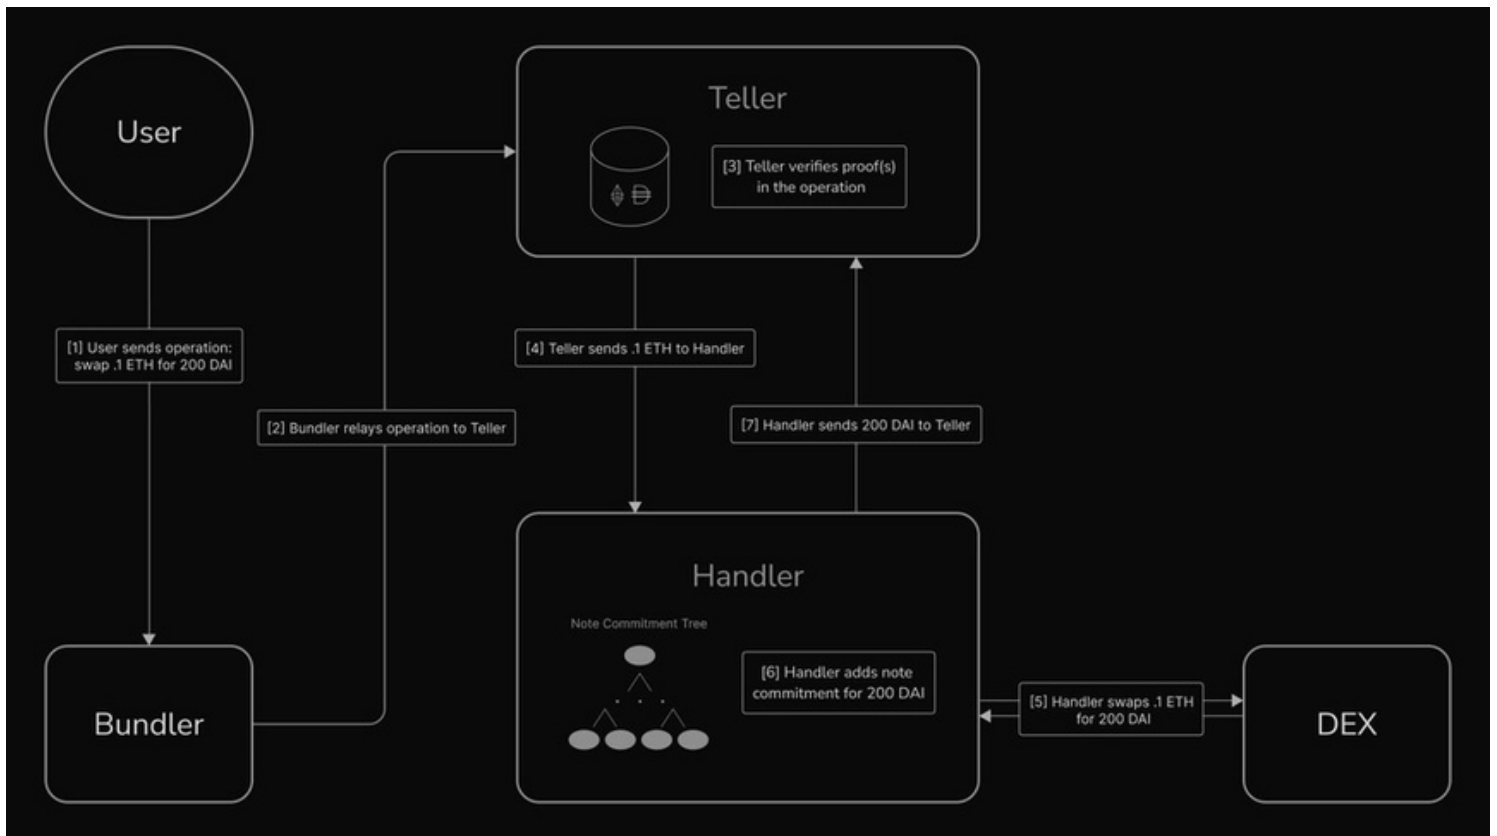 User
Teller
[3] Teller verifies proof(s)
in the operation
[1] User sends operation:
swap .1 ETH for 200 DAI
[2] Bundler relays operation to Teller
[4] Teller sends .1 ETH to Handler
[7] Handler sends 200 DAI to Teller
Handler
Note Commitment Tree
[6] Handler adds note
commitment for 200 DAI
[5] Handler swaps .1 ETH
for 200 DAI
Bundler
DEX